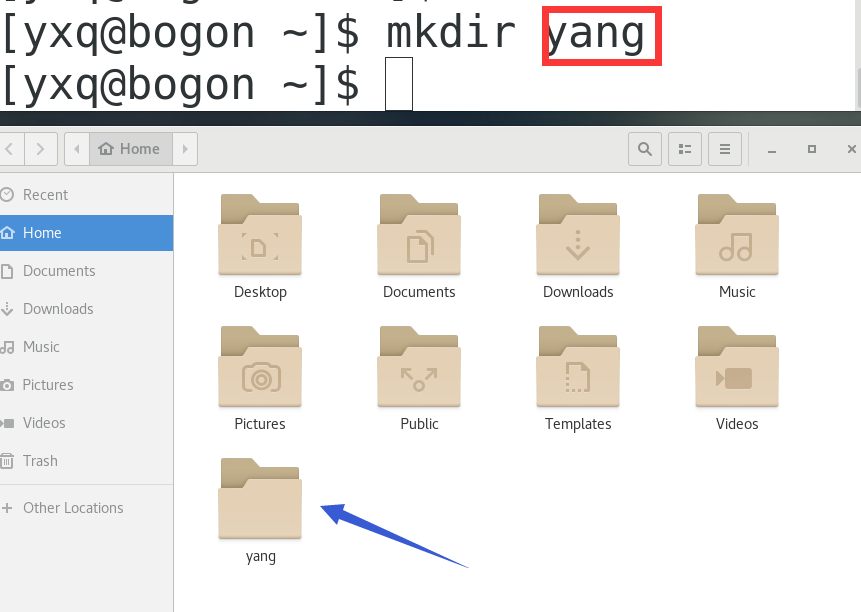 [yxq@bogon ~]$ mkdir yang
[yxq@bogon ~]$
Home
Recent
Home
Documents
Downloads
Music
Pictures
Videos
Trash
Other Locations
Desktop Documents Downloads Music
Pictures Public Templates Videos
yang